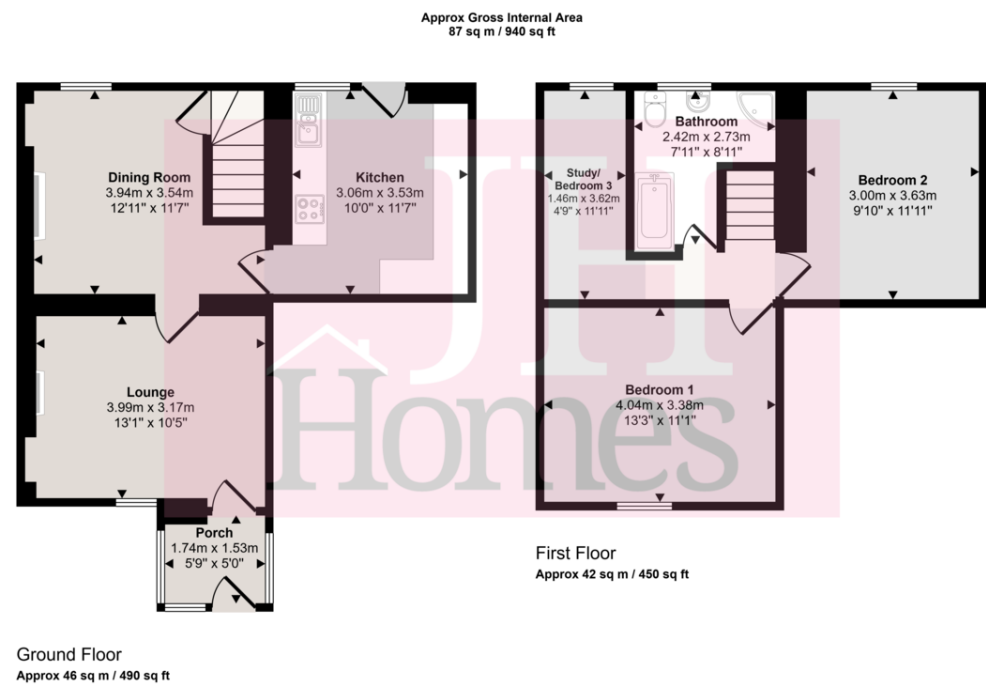 Approx Gross Internal Area
87 sq m / 940 sq ft
Dining Room
3.94m x 3.54m
12'11" x 11'7"
Kitchen
3.06m x 3.53m
10'0" x 11'7"
Lounge
3.99m x 3.17m
13'1" x 10'5"
Porch
1.74m x 1.53m
5'9" x 5'0"
Ground Floor
Approx 46 sq m / 490 sq ft
Study/
Bedroom 3
1.46m x 3.62m
4'9" x 11'11"
Bathroom
2.42m x 2.73m
7'11" x 8'11"
Bedroom 2
3.00m x 3.63m
9'10" x 11'11"
Bedroom 1
4.04m x 3.38m
13'3" x 11'1"
First Floor
Approx 42 sq m / 450 sq ft
JH
Homes